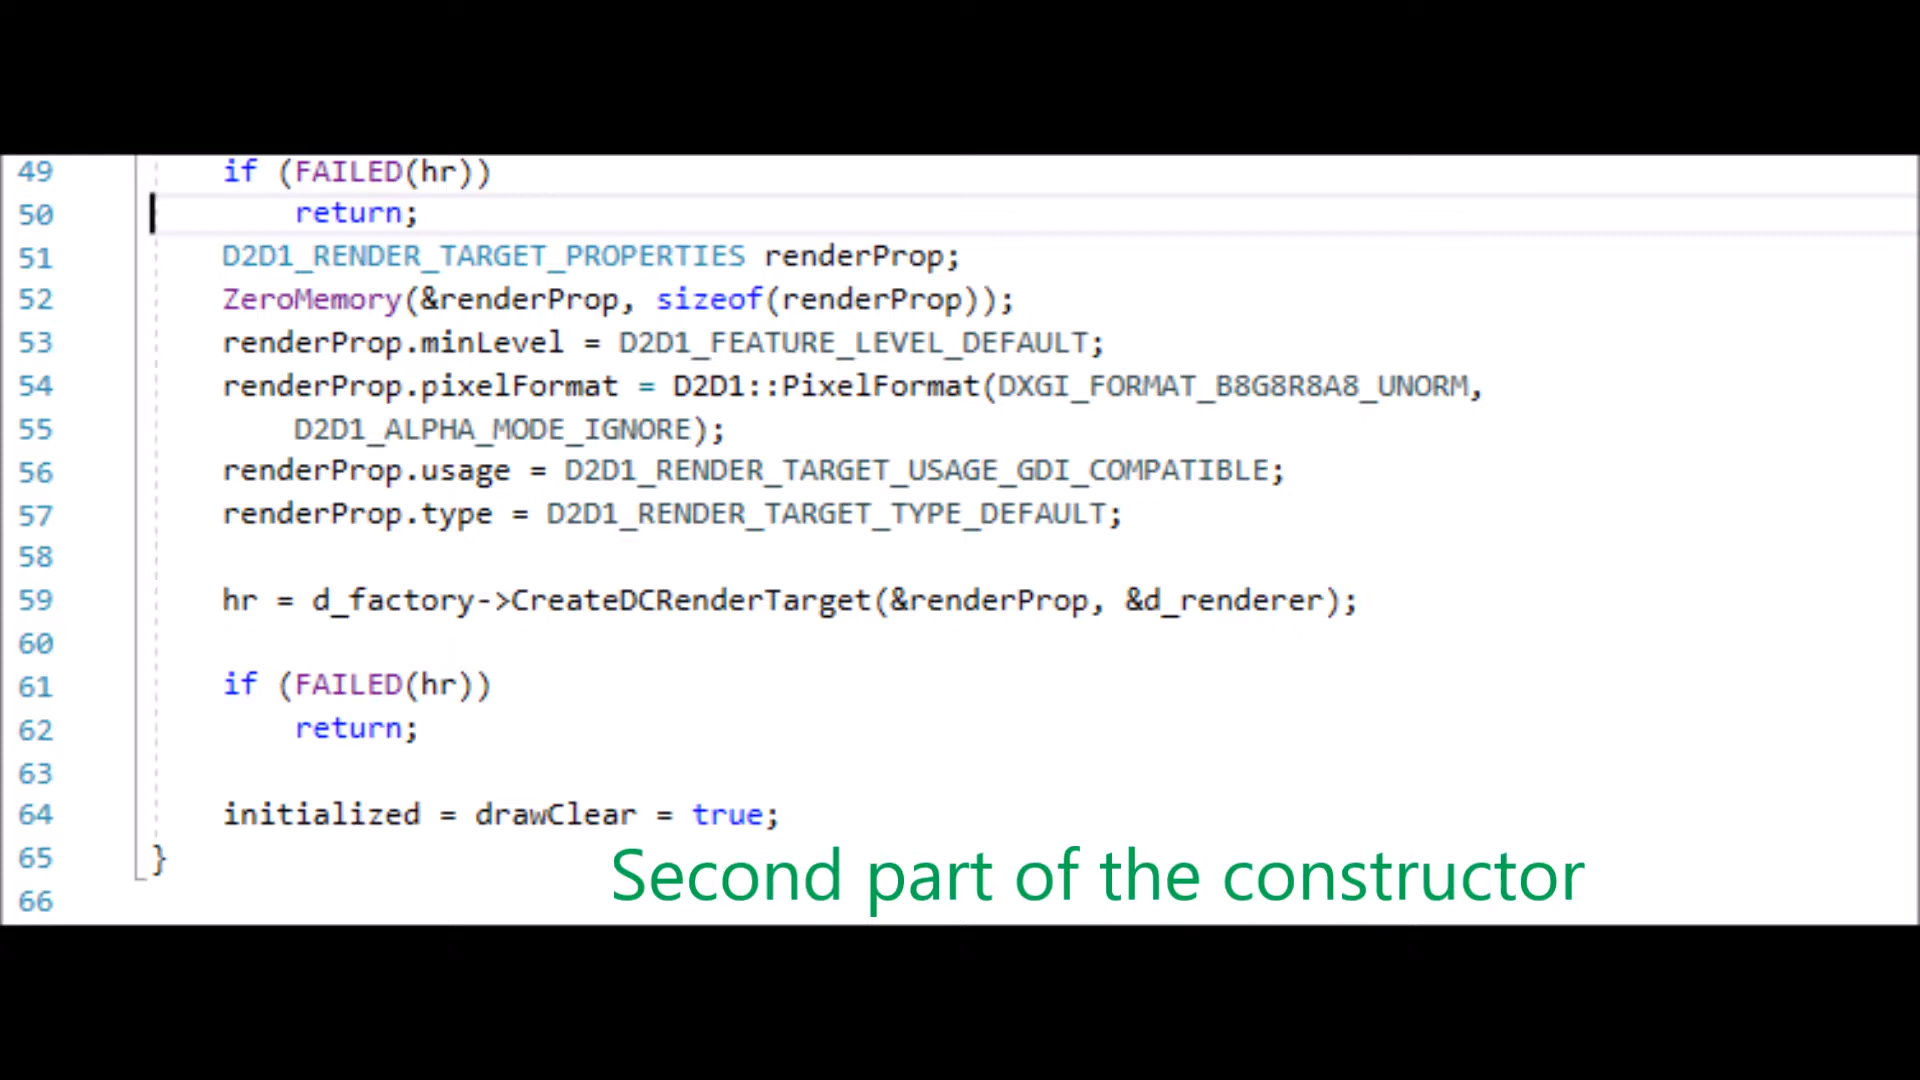 49 if (FAILED(hr))
50 return;
51 D2D1_RENDER_TARGET_PROPERTIES renderProp;
52 ZeroMemory(&renderProp, sizeof(renderProp));
53 renderProp.minLevel = D2D1_FEATURE_LEVEL_DEFAULT;
54 renderProp.pixelFormat = D2D1::PixelFormat(DXGI_FORMAT_B8G8R8A8_UNORM,
55 D2D1_ALPHA_MODE_IGNORE);
56 renderProp.usage = D2D1_RENDER_TARGET_USAGE_GDI_COMPATIBLE;
57 renderProp.type = D2D1_RENDER_TARGET_TYPE_DEFAULT;
58
59 hr = d_factory->CreateDCRenderTarget(&renderProp, &d_renderer);
60
61 if (FAILED(hr))
62 return;
63
64 initialized = drawClear = true;
65 }
66
Second part of the constructor